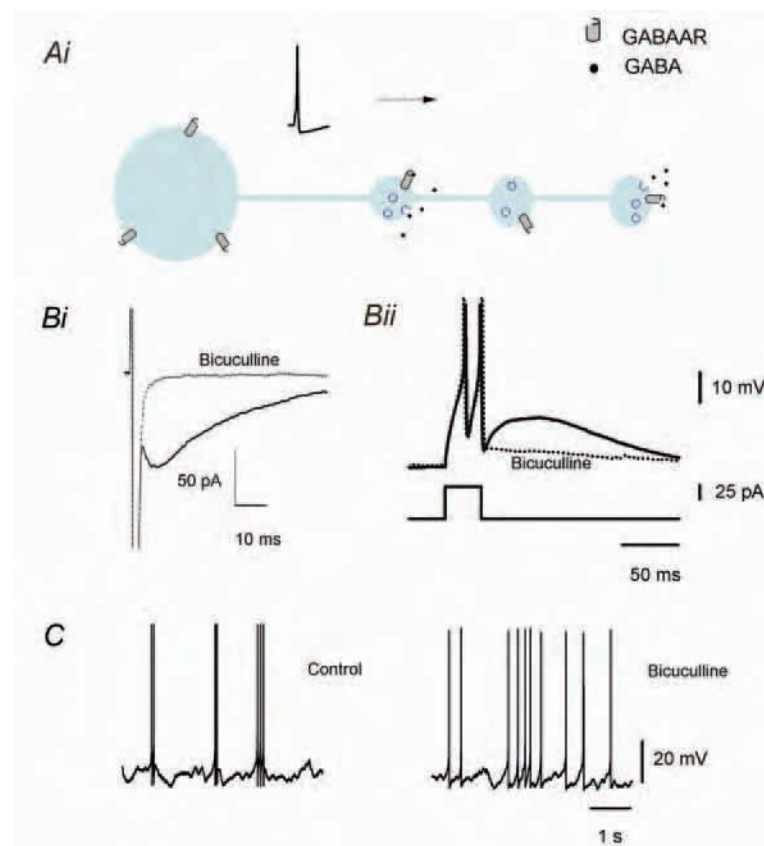 Ai
GABAAR
GABA
Bi
Bicuculline
50 pA
10 ms
Bii
10 mV
Bicuculline
25 pA
50 ms
C
Control
Bicuculline
20 mV
1 s